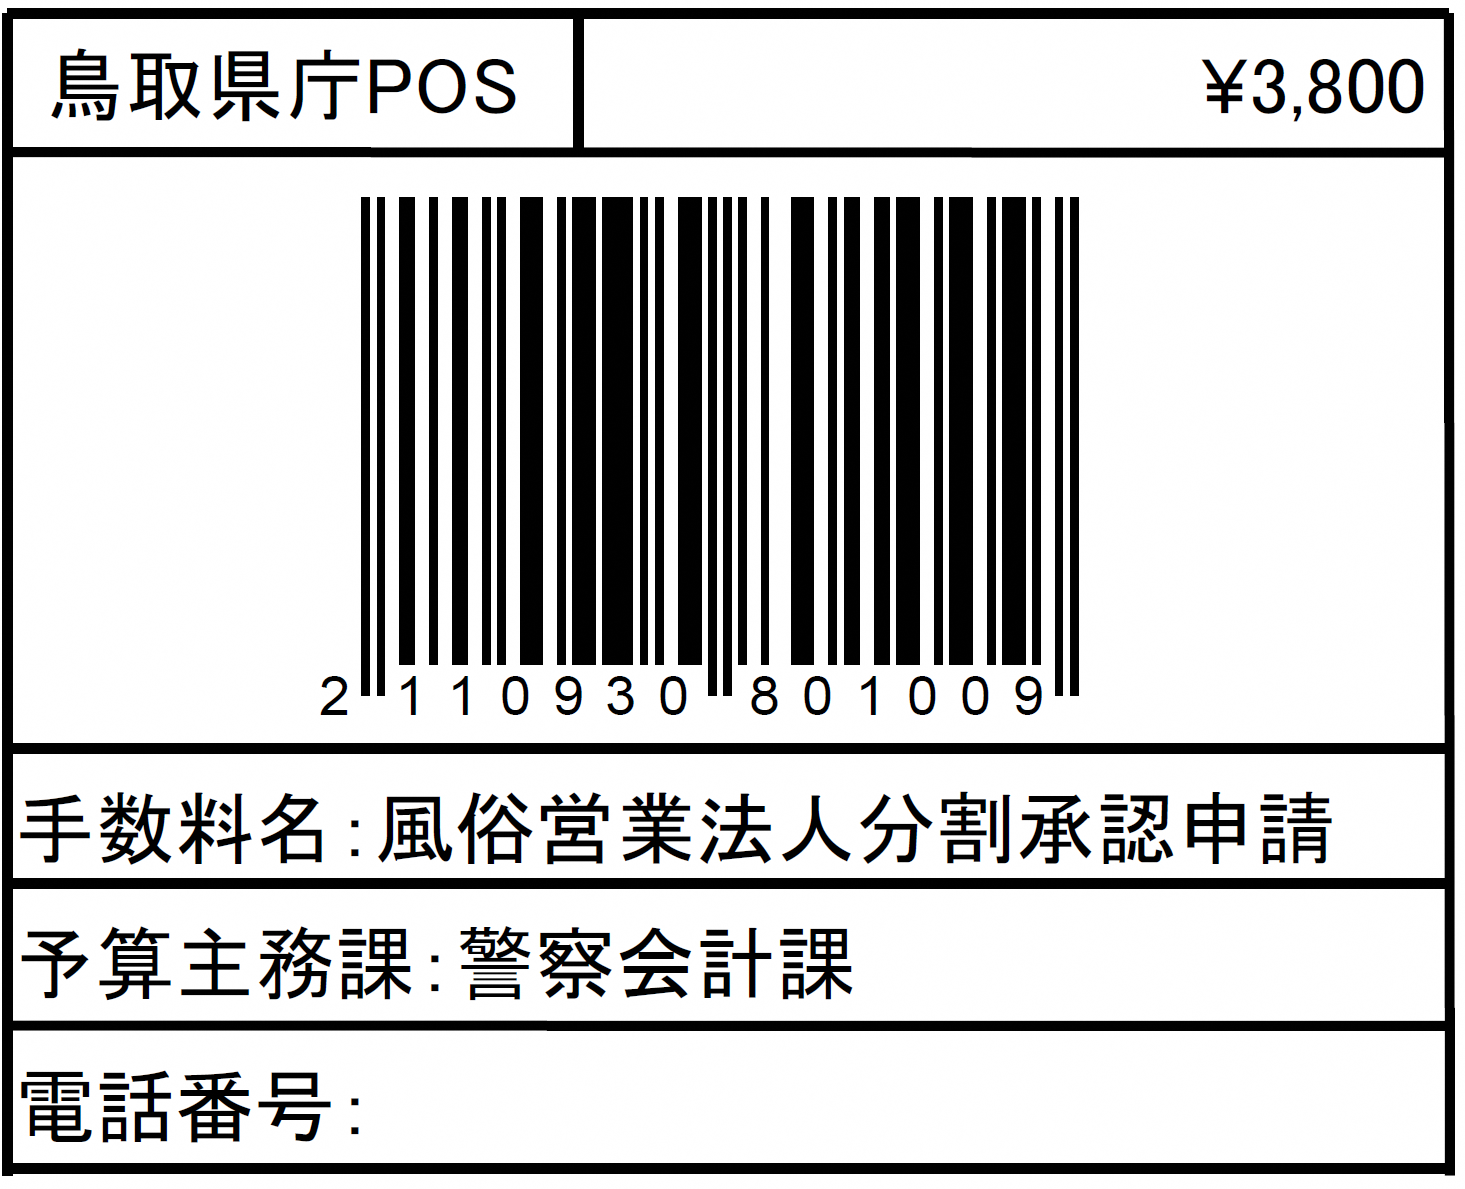 鳥取県庁POS
¥3,800
2 110930 801009
手数料名:風俗営業法人分割承認申請
予算主務課:警察会計課
電話番号: